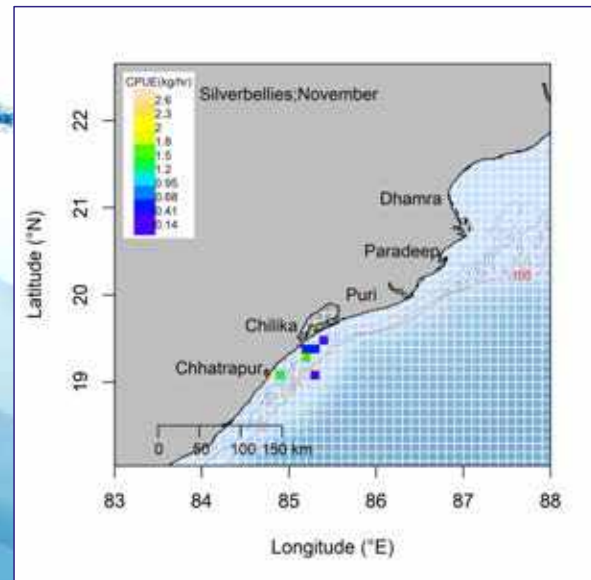 CPUE(kg/hr)
2.6
2.3
2
1.8
1.5
1.2
0.95
0.68
0.41
0.14
Silverbellies;November
Dhamra
Paradeep
Puri
Chilika
Chhatrapur
100
0 50 100 150 km
22
21
20
19
83 84 85 86 87 88
Latitude (°N)
Longitude (°E)